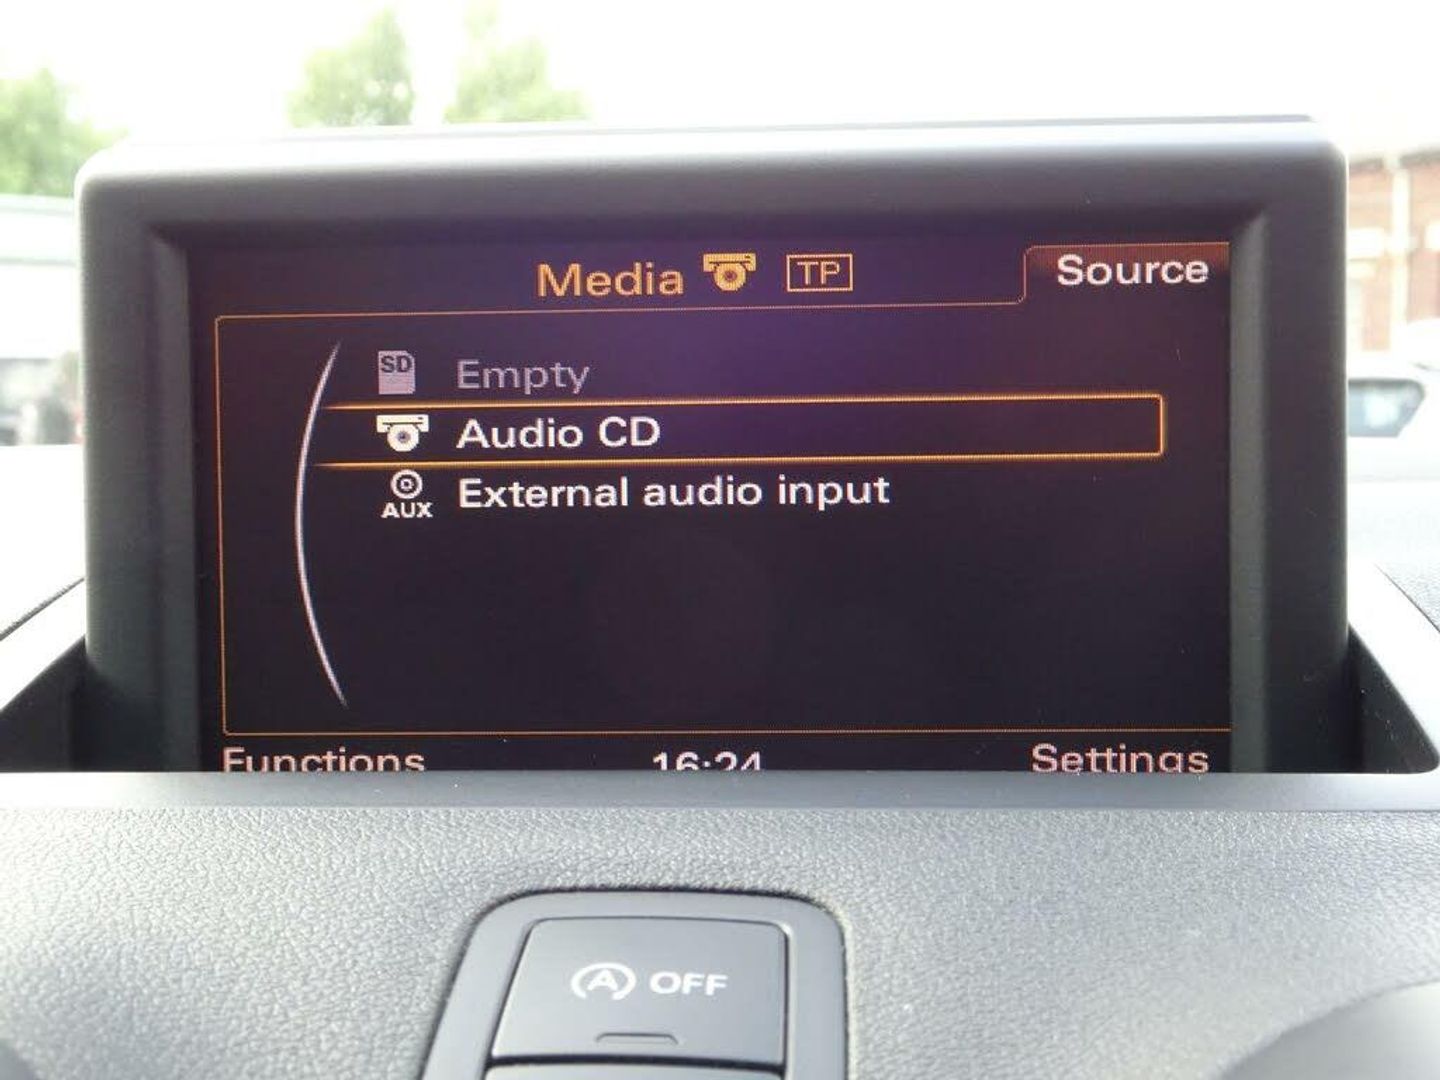 Media TP Source
SD Empty
Audio CD
AUX External audio input
Functions 16:24 Settings
A OFF